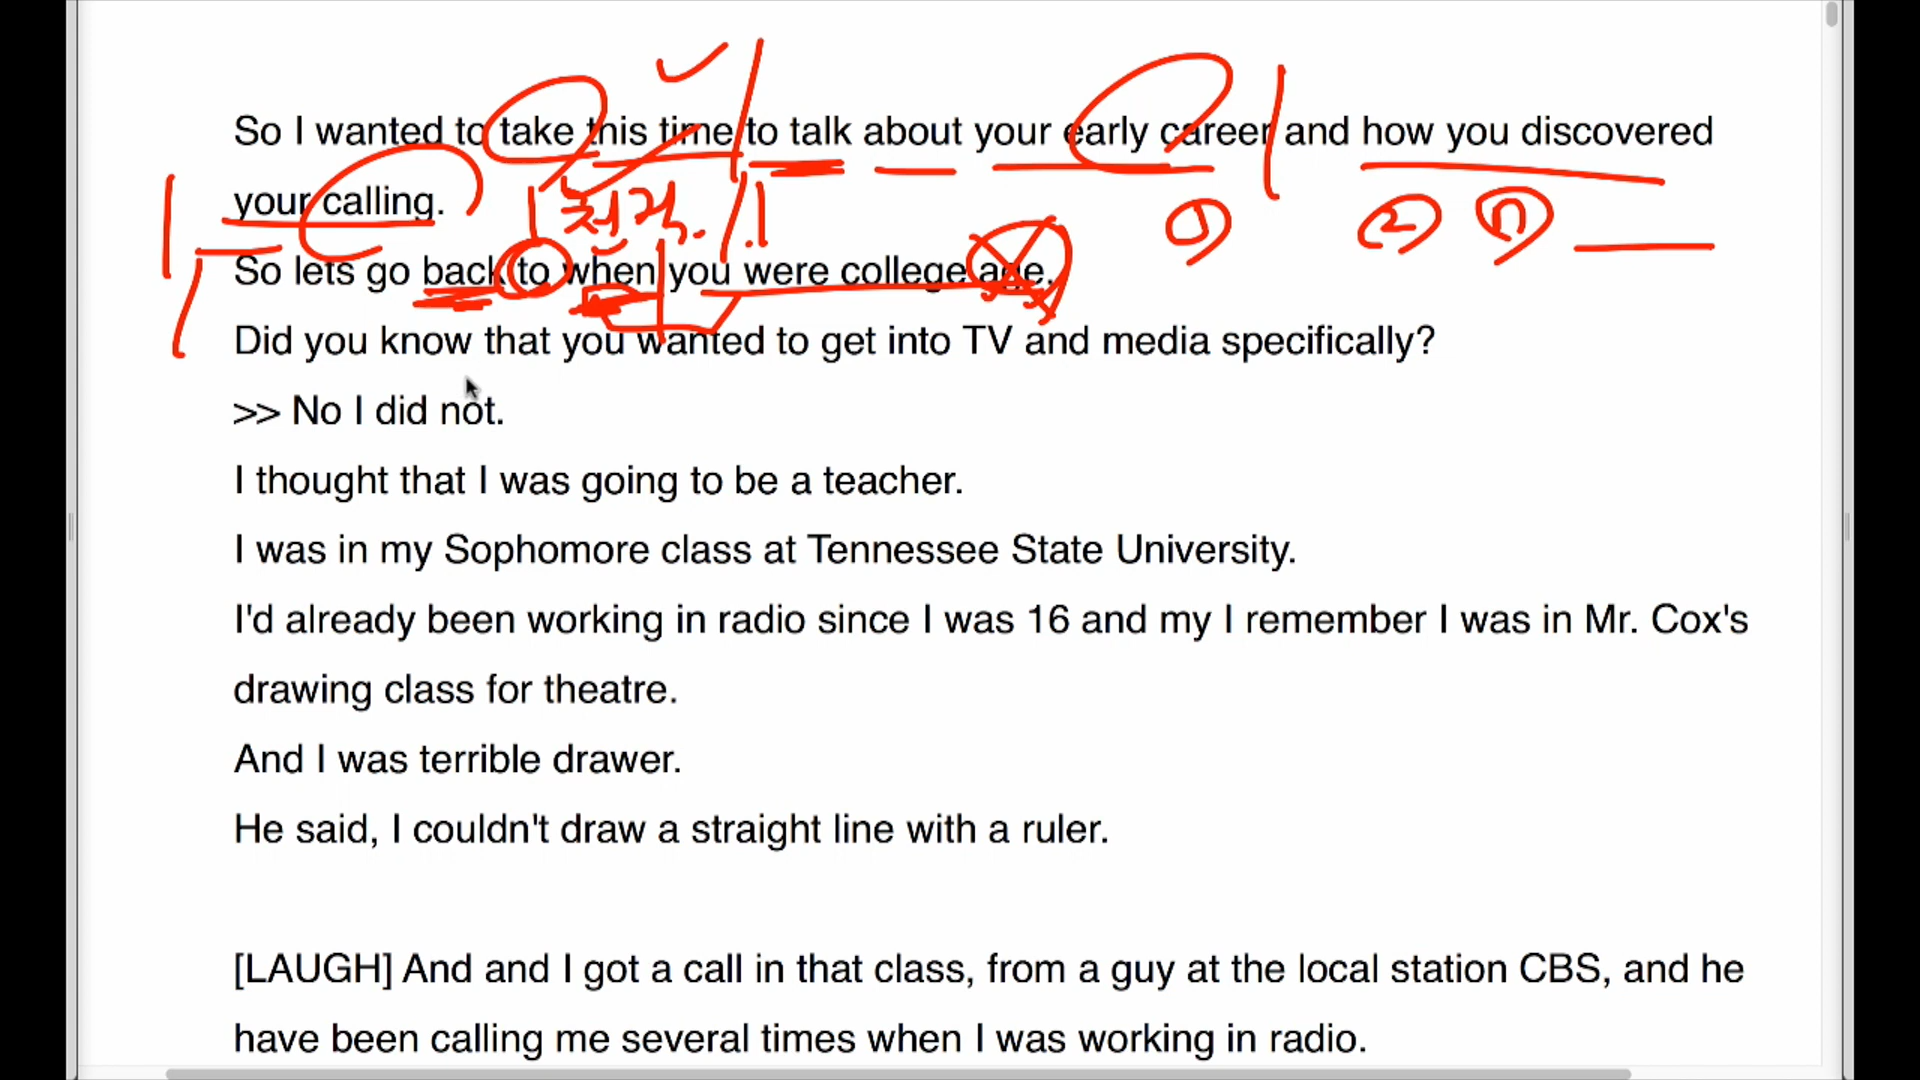 So I wanted to take this time to talk about your early career and how you discovered
your calling.
① ② ⑪
So lets go back to when you were college age.
Did you know that you wanted to get into TV and media specifically?
>> No I did not.
I thought that I was going to be a teacher.
I was in my Sophomore class at Tennessee State University.
I'd already been working in radio since I was 16 and my I remember I was in Mr. Cox's
drawing class for theatre.
And I was terrible drawer.
He said, I couldn't draw a straight line with a ruler.
[LAUGH] And and I got a call in that class, from a guy at the local station CBS, and he
have been calling me several times when I was working in radio.